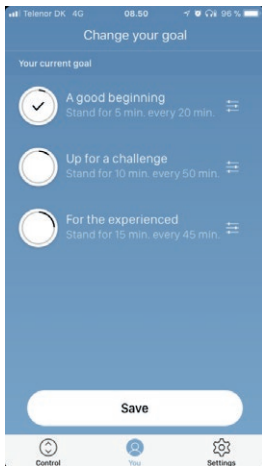 Telenor DK 4G 08.50 96 %
Change your goal
Your current goal
A good beginning
Stand for 5 min. every 20 min.
Up for a challenge
Stand for 10 min. every 50 min.
For the experienced
Stand for 15 min. every 45 min.
Save
Control You Settings